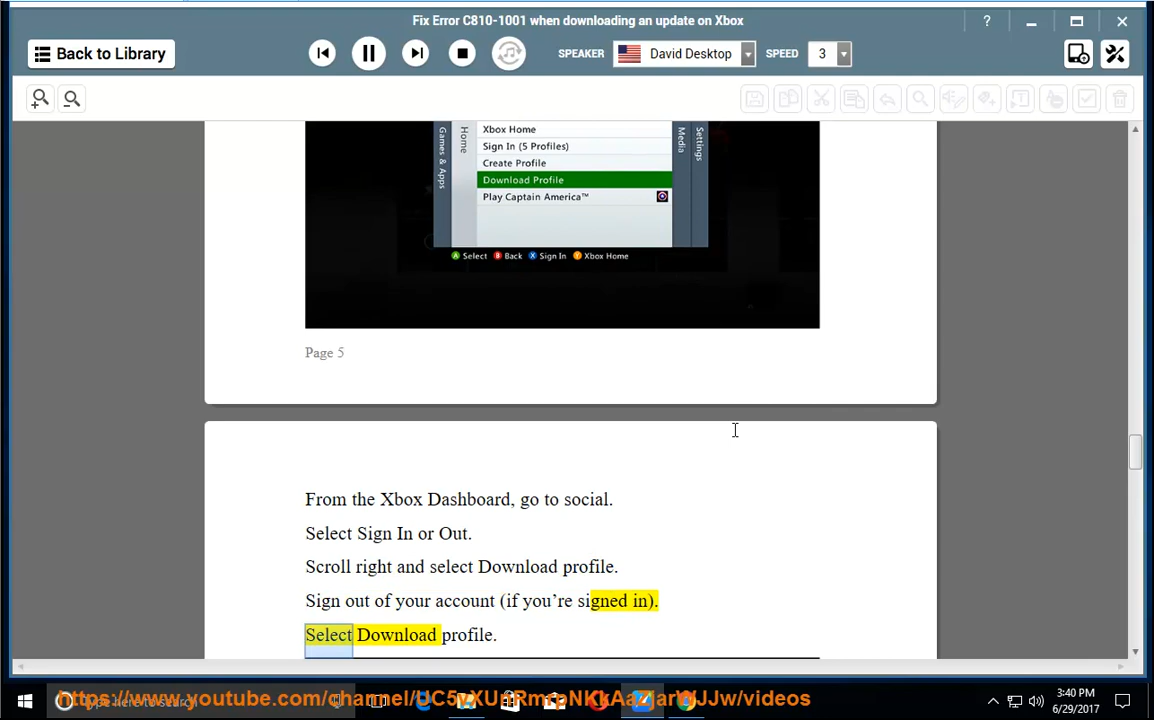 Fix Error C810-1001 when downloading an update on Xbox
?
Back to Library
SPEAKER
David Desktop
SPEED
3
Games & Apps
Home
Xbox Home
Sign In (5 Profiles)
Create Profile
Download Profile
Play Captain America™
Media
Settings
A Select B Back X Sign In Y Xbox Home
Page 5
From the Xbox Dashboard, go to social.
Select Sign In or Out.
Scroll right and select Download profile.
Sign out of your account (if you’re signed in).
Select Download profile.
3:40 PM
6/29/2017